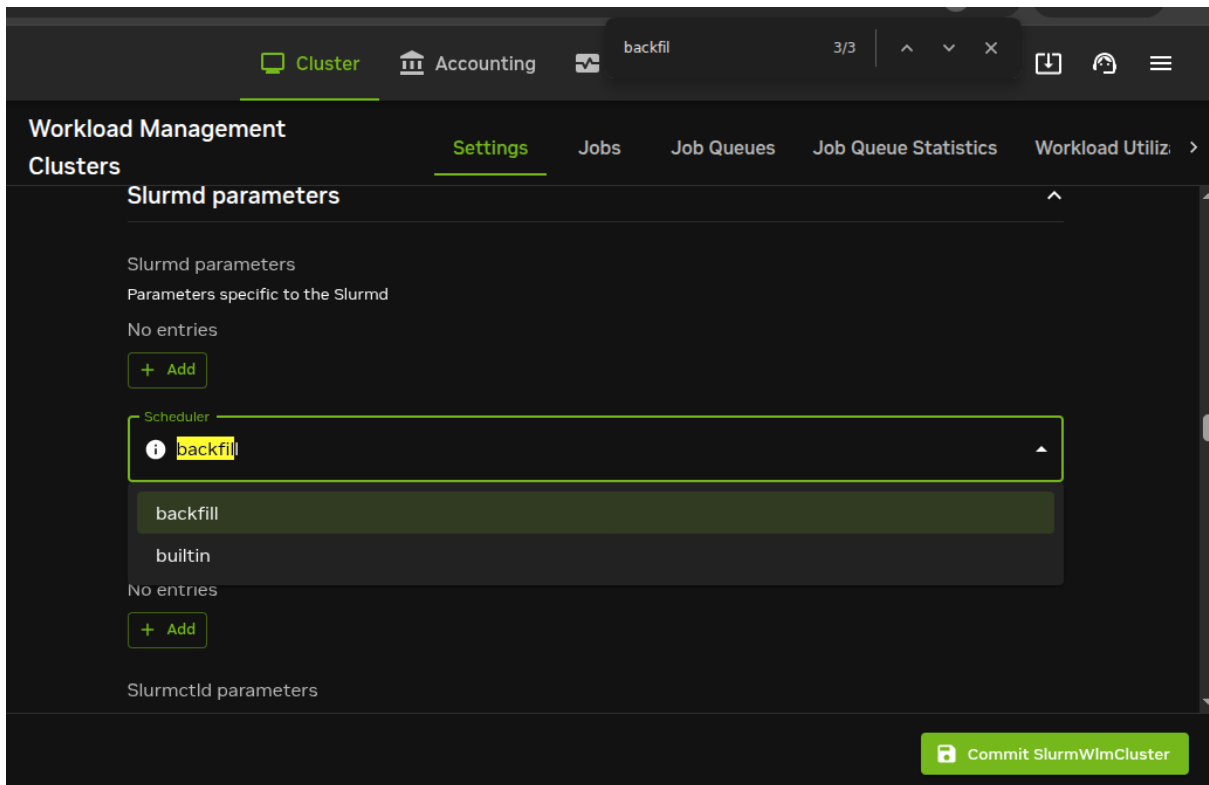 backfil 3/3
Cluster Accounting
Workload Management
Clusters
Settings Jobs Job Queues Job Queue Statistics Workload Utiliz
Slurmd parameters
Slurmd parameters
Parameters specific to the Slurmd
No entries
+ Add
Scheduler
backfill
backfill
builtin
No entries
+ Add
Slurmctld parameters
Commit SlurmWlmCluster